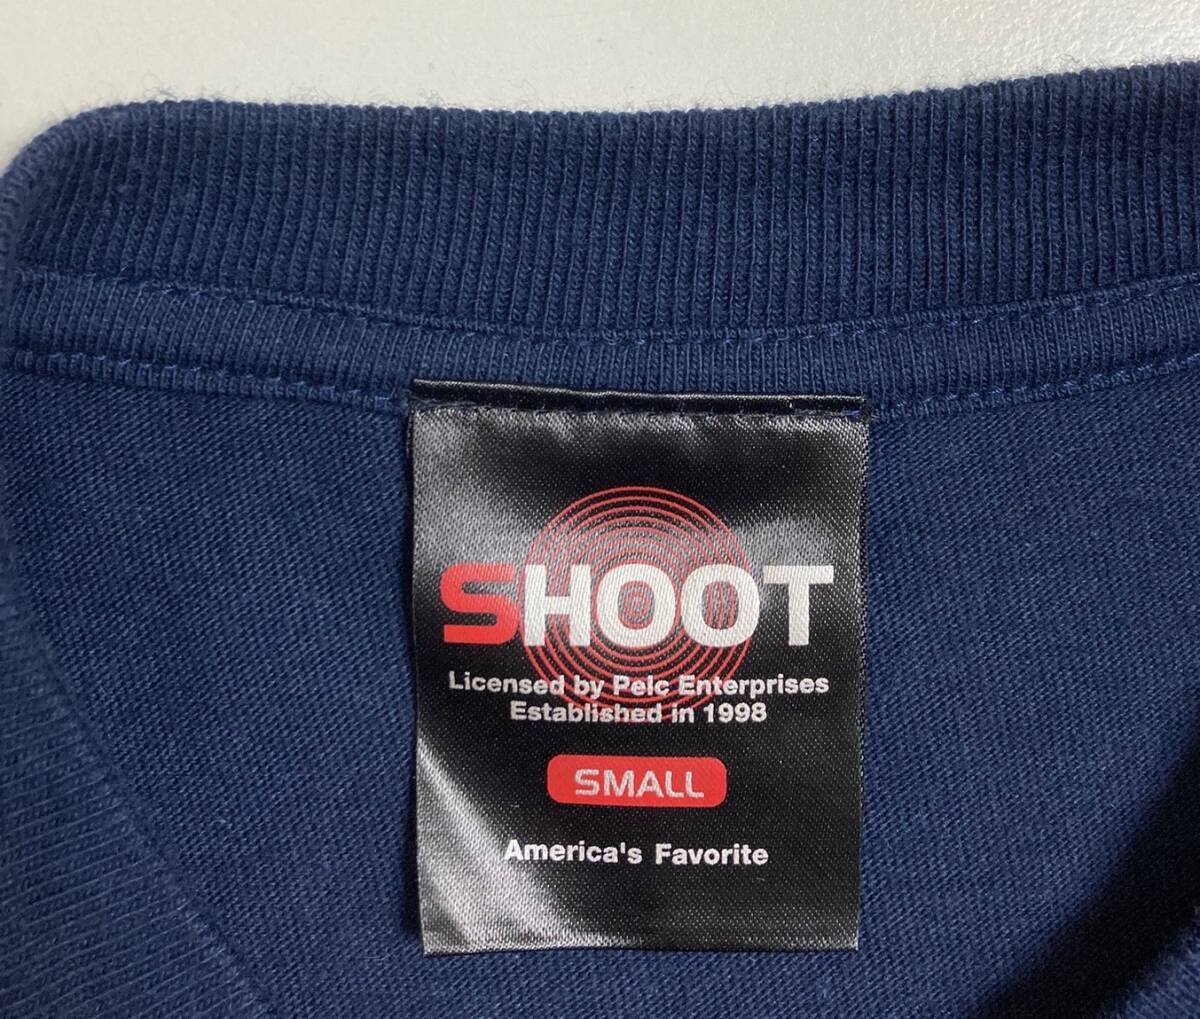 SHOOT
Licensed by Pelc Enterprises
Established in 1998
SMALL
America's Favorite